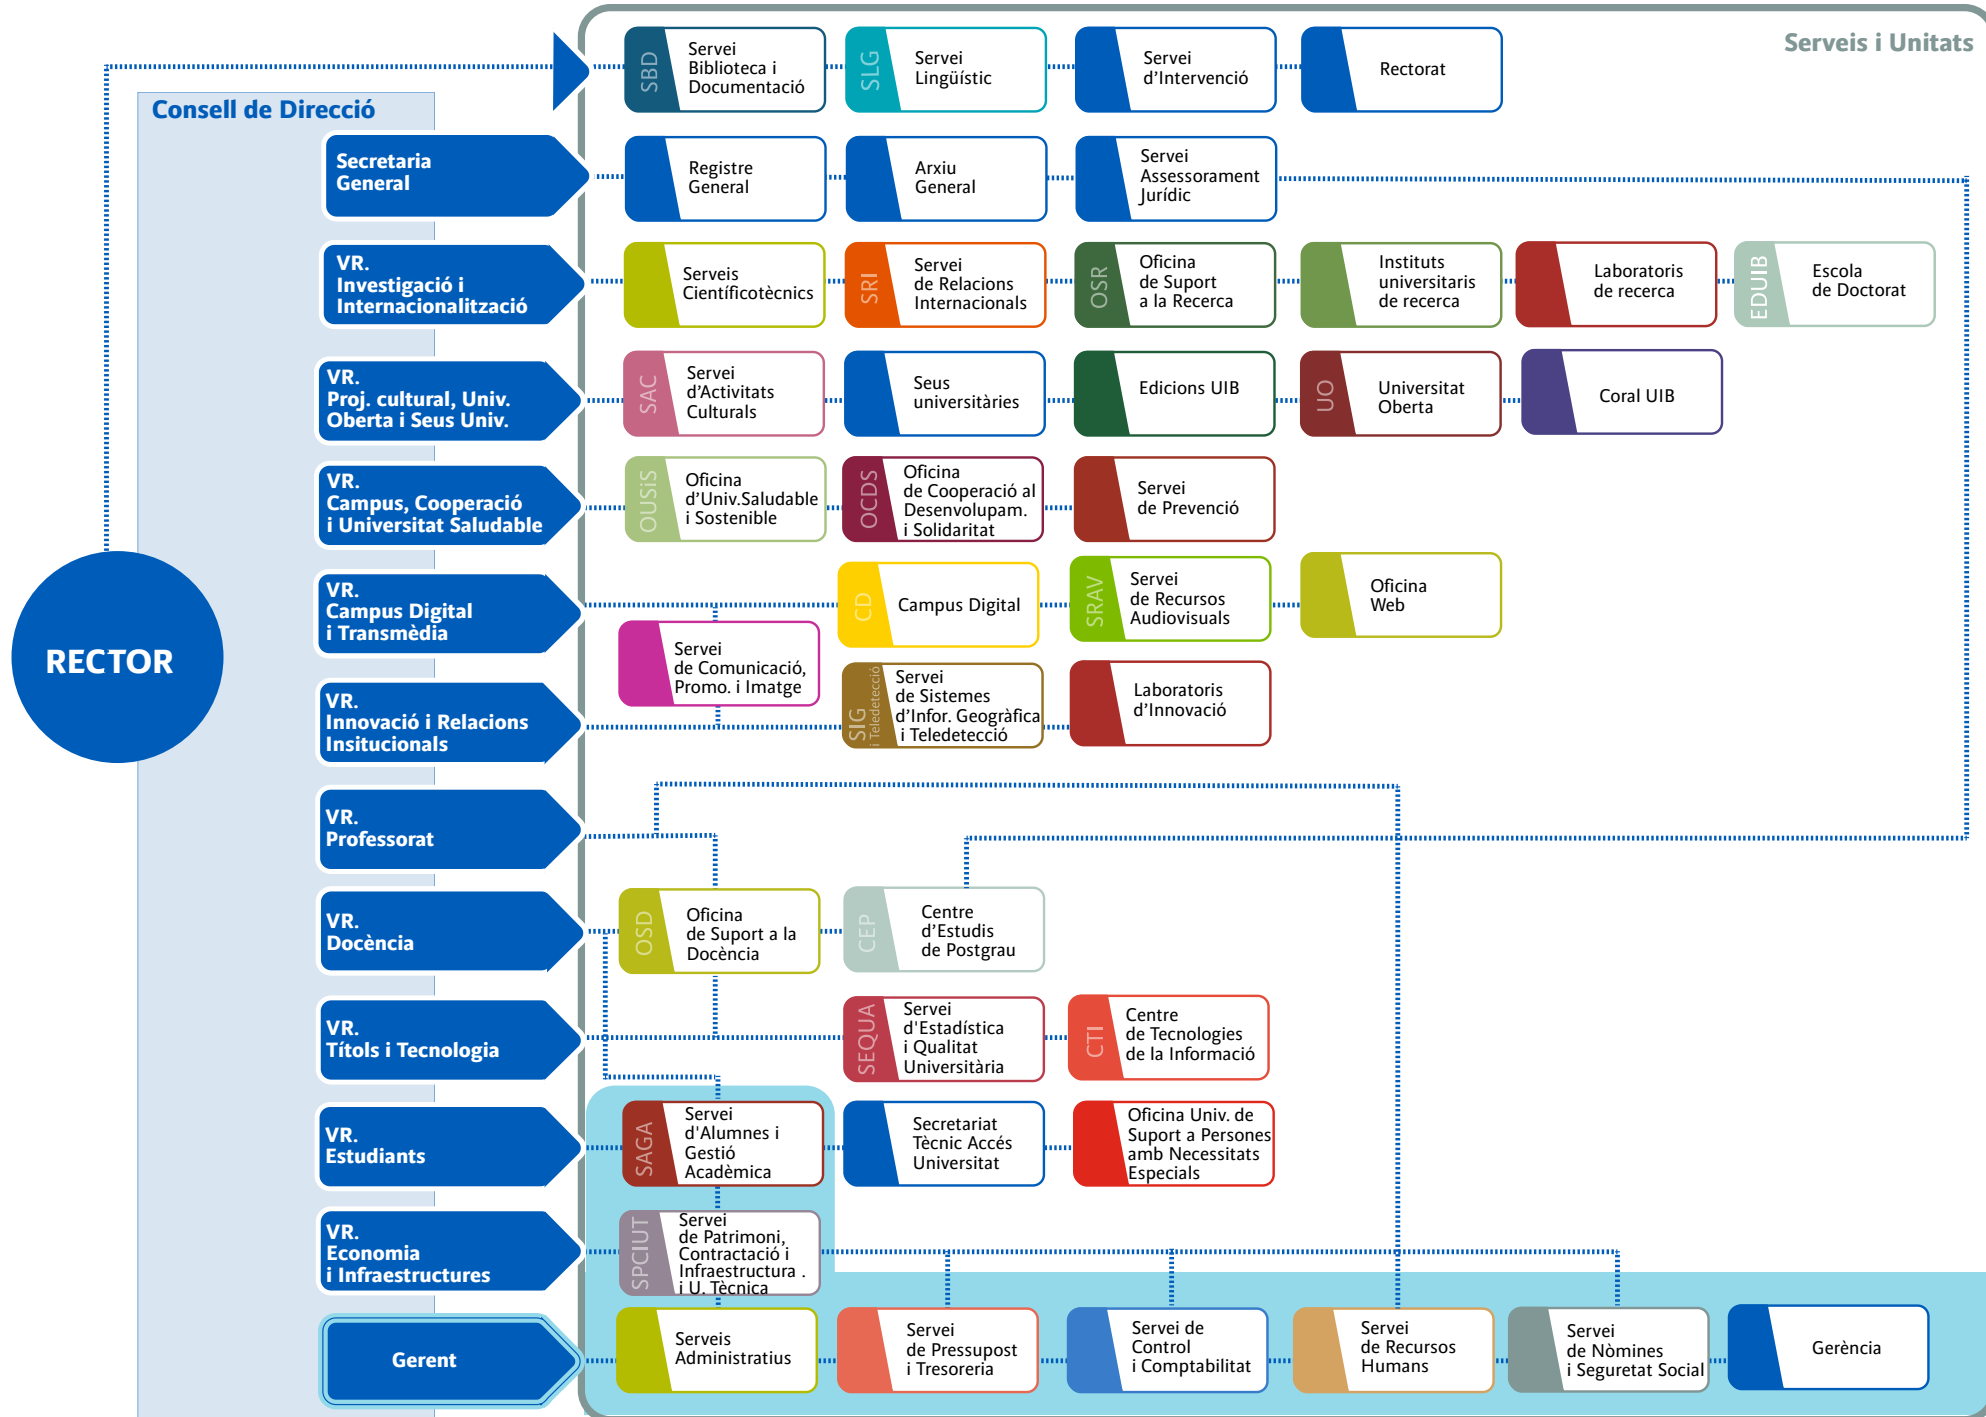 Serveis i Unitats
SBD
Servei
Biblioteca i
Documentació
SLG
Servei
Lingüístic
Servei
d'Intervenció
Rectorat
Consell de Direcció
Secretaria
General
Registre
General
Arxiu
General
Servei
Assessorament
Jurídic
VR.
Investigació i
Internacionalització
Serveis
Científicotècnics
SRI
Servei
de Relacions
Internacionals
OSR
Oficina
de Suport
a la Recerca
Instituts
universitaris
de recerca
Laboratoris
de recerca
EDUIB
Escola
de Doctorat
VR.
Proj. cultural, Univ.
Oberta i Seus Univ.
SAC
Servei
d'Activitats
Culturals
Seus
universitàries
Edicions UIB
UO
Universitat
Oberta
Coral UIB
VR.
Campus, Cooperació
i Universitat Saludable
OUSiS
Oficina
d'Univ.Saludable
i Sostenible
OCDS
Oficina
de Cooperació al
Desenvolupam.
i Solidaritat
Servei
de Prevenció
RECTOR
VR.
Campus Digital
i Transmèdia
CD
Campus Digital
SRAV
Servei
de Recursos
Audiovisuals
Oficina
Web
Servei
de Comunicació,
Promo. i Imatge
VR.
Innovació i Relacions
Insitucionals
SIG
i Teledetecció
Servei
de Sistemes
d'Infor. Geogràfica
i Teledetecció
Laboratoris
d'Innovació
VR.
Professorat
VR.
Docència
OSD
Oficina
de Suport a la
Docència
CEP
Centre
d'Estudis
de Postgrau
VR.
Títols i Tecnologia
SEQUA
Servei
d'Estadística
i Qualitat
Universitària
CTI
Centre
de Tecnologies
de la Informació
VR.
Estudiants
SAGA
Servei
d'Alumnes i
Gestió
Acadèmica
Secretariat
Tècnic Accés
Universitat
Oficina Univ. de
Suport a Persones
amb Necessitats
Especials
VR.
Economia
i Infraestructures
SPCIUT
Servei
de Patrimoni,
Contractació i
Infraestructura .
i U. Tècnica
Gerent
Serveis
Administratius
Servei
de Pressupost
i Tresoreria
Servei de
Control
i Comptabilitat
Servei
de Recursos
Humans
Servei
de Nòmines
i Seguretat Social
Gerència